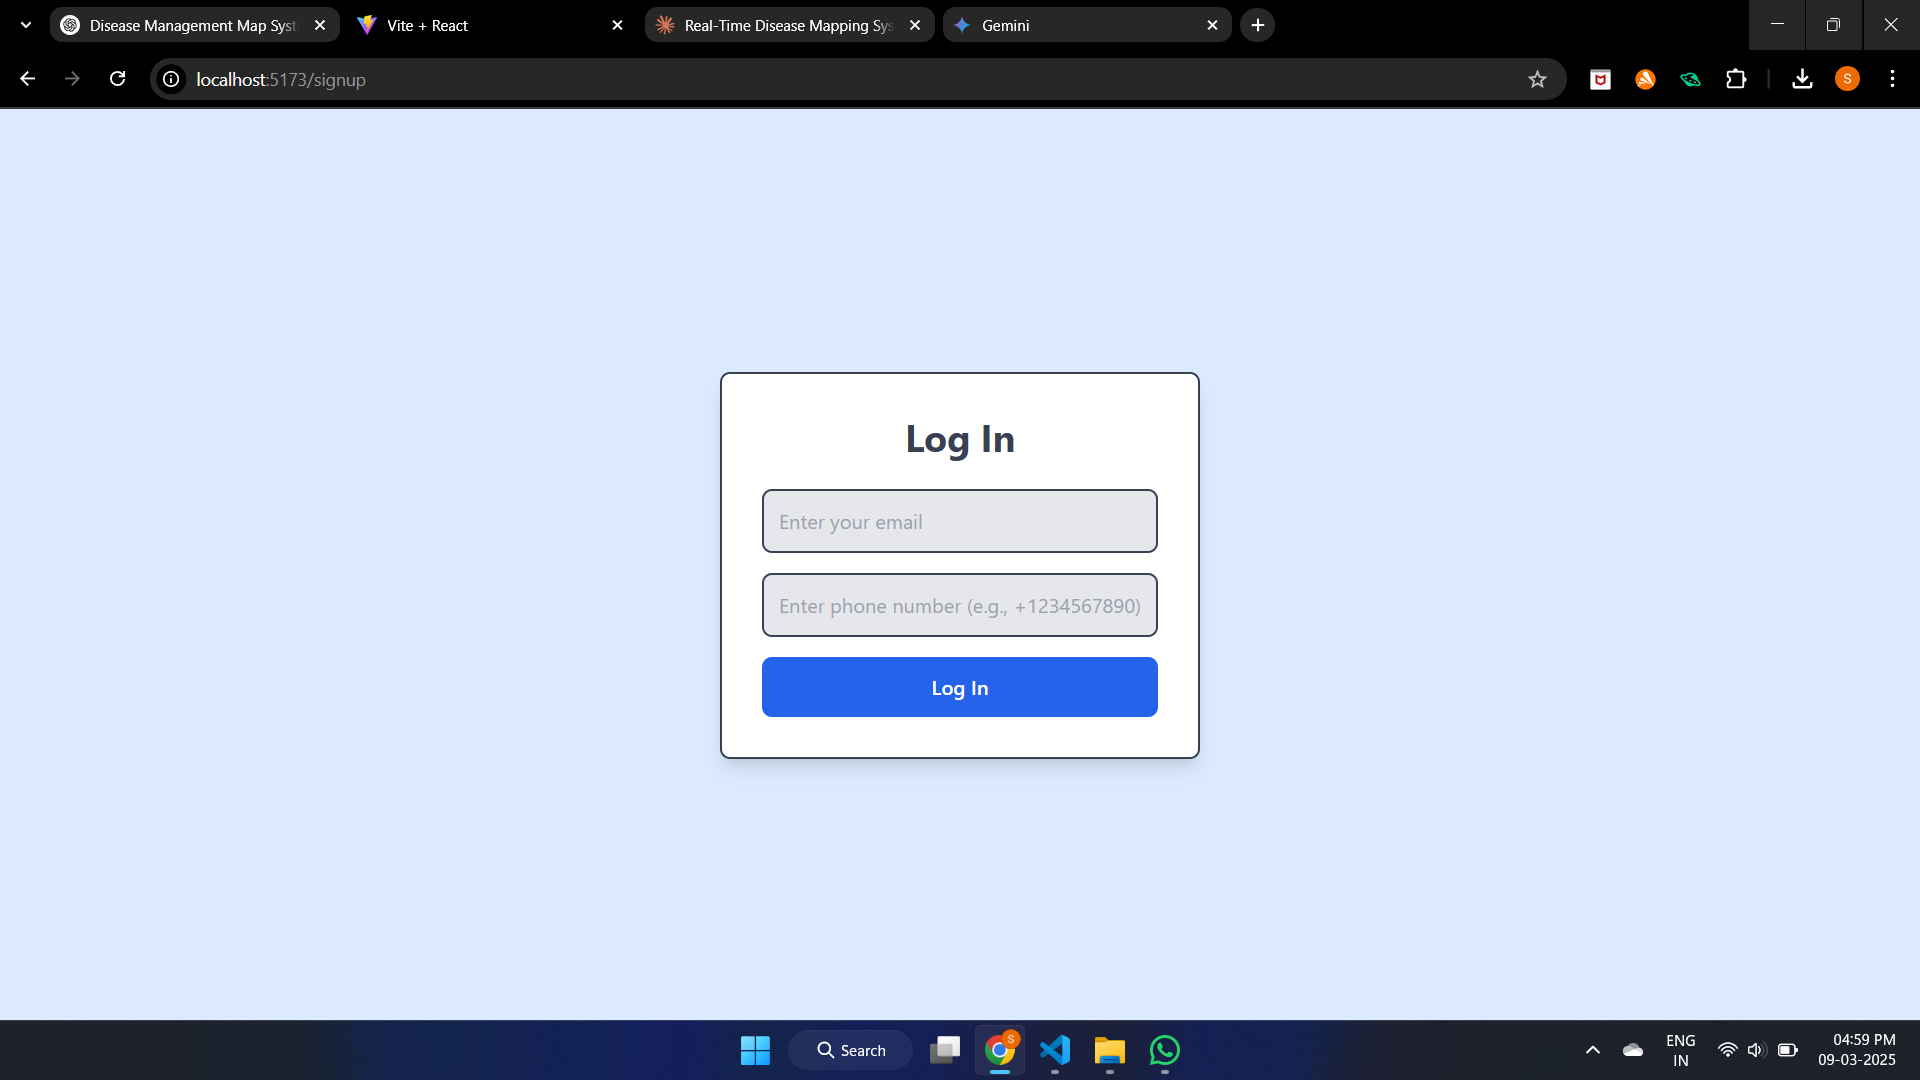 Disease Management Map Syst
Vite + React
Real-Time Disease Mapping Sys
Gemini
localhost:5173/signup
S
Log In
Enter your email
Enter phone number (e.g., +1234567890)
Log In
Search
S
ENG
IN
04:59 PM
09-03-2025